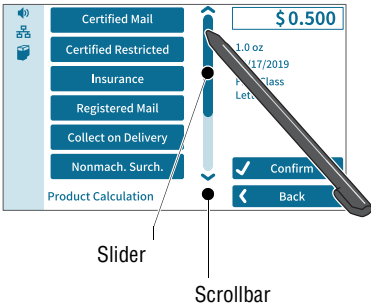 Certified Mail
Certified Restricted
Insurance
Registered Mail
Collect on Delivery
Nonmach. Surch.
Product Calculation
$ 0.500
1.0 oz
/17/2019
Class
Confirm
Back
Slider
Scrollbar